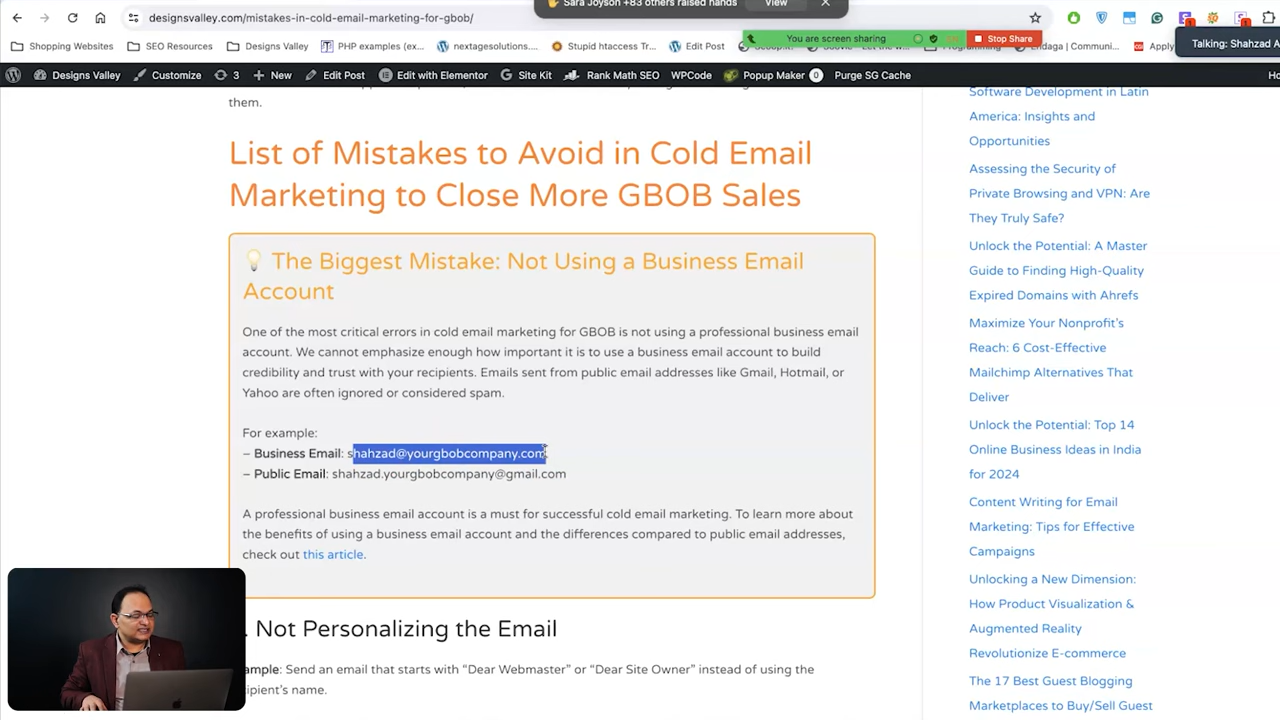 designsvalley.com/mistakes-in-cold-email-marketing-for-gbob/
Sara Joyson +83 others raised hands
View
Shopping Websites
SEO Resources
Designs Valley
PHP examples (ex...
nextagesolutions....
Stupid htaccess Tr...
Edit Post
You are screen sharing
Stop Share
Endaga | Communi...
Apply
Talking: Shahzad A
Designs Valley
Customize
3
New
Edit Post
Edit with Elementor
Site Kit
Rank Math SEO
WPCode
Popup Maker
0
Purge SG Cache
them.
List of Mistakes to Avoid in Cold Email
Marketing to Close More GBOB Sales
The Biggest Mistake: Not Using a Business Email
Account
One of the most critical errors in cold email marketing for GBOB is not using a professional business email
account. We cannot emphasize enough how important it is to use a business email account to build
credibility and trust with your recipients. Emails sent from public email addresses like Gmail, Hotmail, or
Yahoo are often ignored or considered spam.
For example:
– Business Email: shahzad@yourgbobcompany.com
– Public Email: shahzad.yourgbobcompany@gmail.com
A professional business email account is a must for successful cold email marketing. To learn more about
the benefits of using a business email account and the differences compared to public email addresses,
check out this article.
. Not Personalizing the Email
ample: Send an email that starts with “Dear Webmaster” or “Dear Site Owner” instead of using the
cipient’s name.
Software Development in Latin
America: Insights and
Opportunities
Assessing the Security of
Private Browsing and VPN: Are
They Truly Safe?
Unlock the Potential: A Master
Guide to Finding High-Quality
Expired Domains with Ahrefs
Maximize Your Nonprofit’s
Reach: 6 Cost-Effective
Mailchimp Alternatives That
Deliver
Unlock the Potential: Top 14
Online Business Ideas in India
for 2024
Content Writing for Email
Marketing: Tips for Effective
Campaigns
Unlocking a New Dimension:
How Product Visualization &
Augmented Reality
Revolutionize E-commerce
The 17 Best Guest Blogging
Marketplaces to Buy/Sell Guest